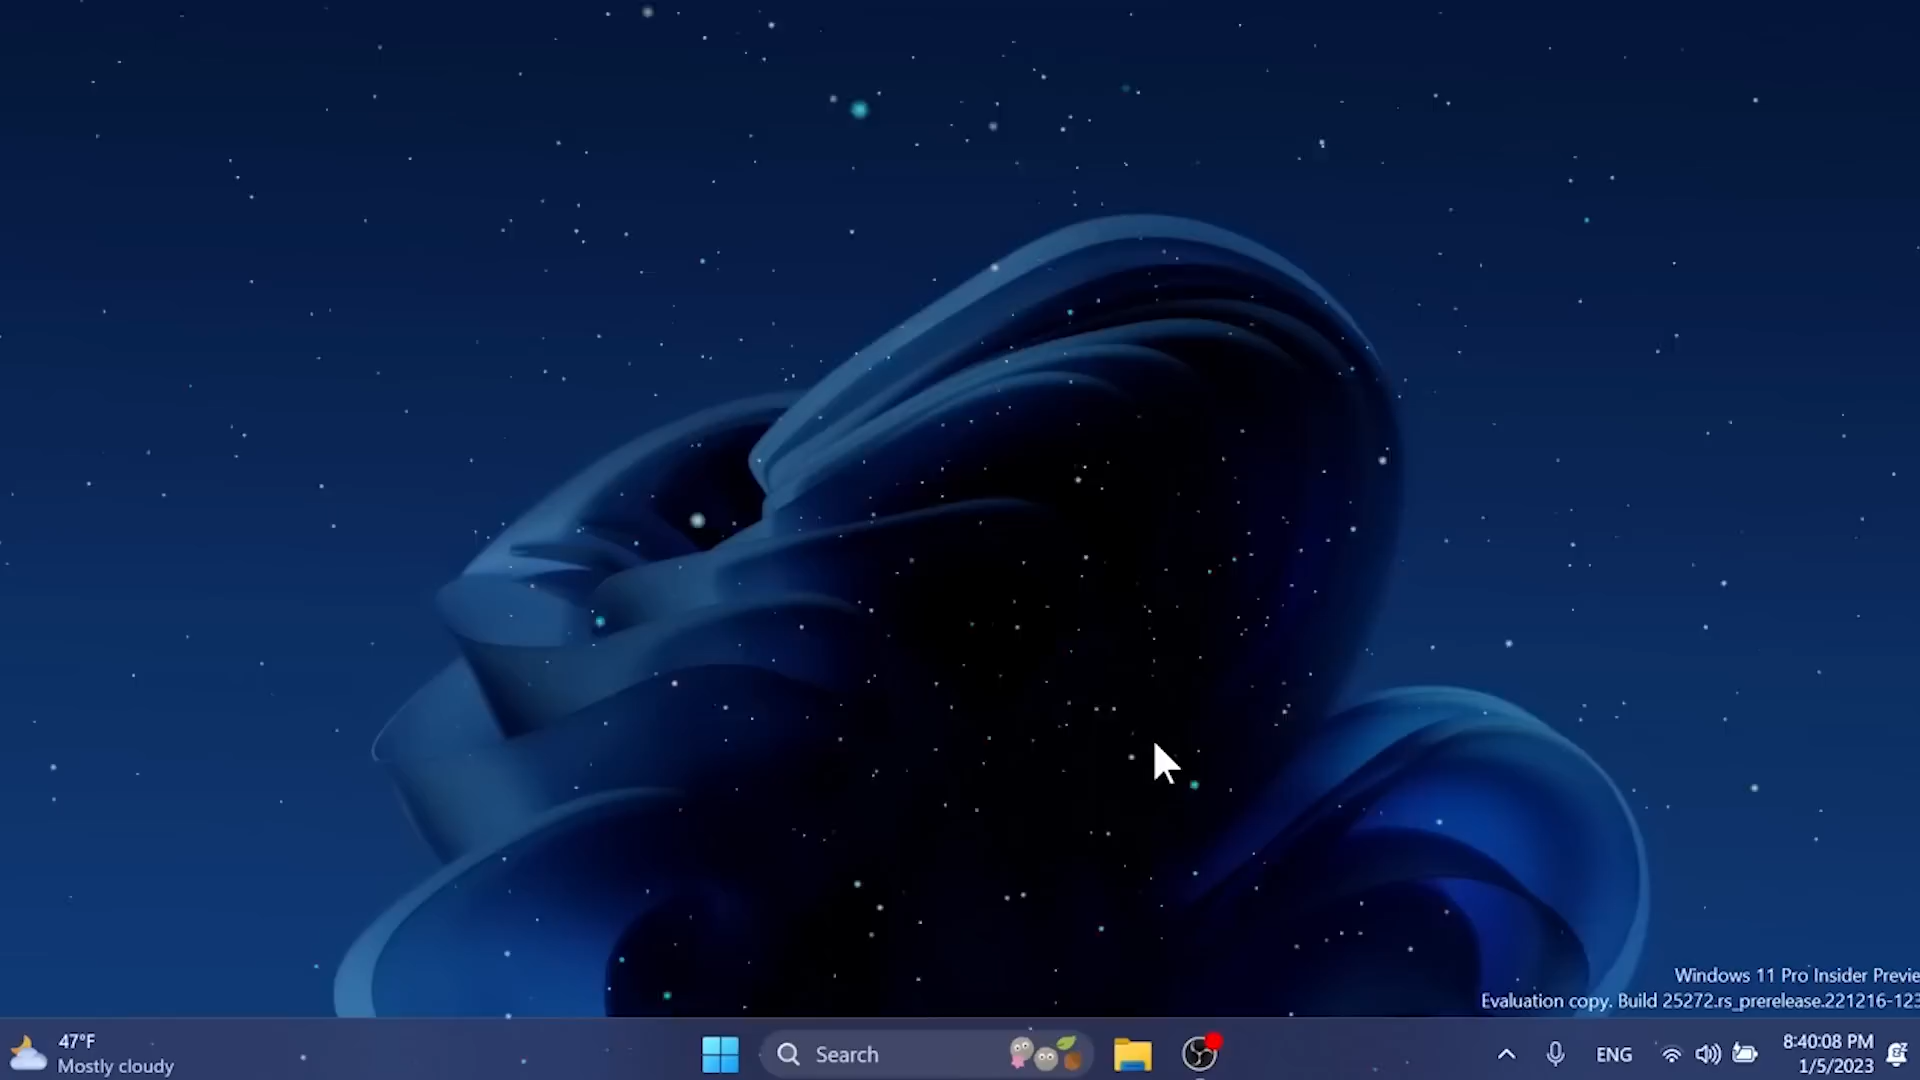 Windows 11 Pro Insider Previe
Evaluation copy. Build 25272.rs_prerelease.221216-123
47°F
Mostly cloudy
Search
ENG
8:40:08 PM
1/5/2023